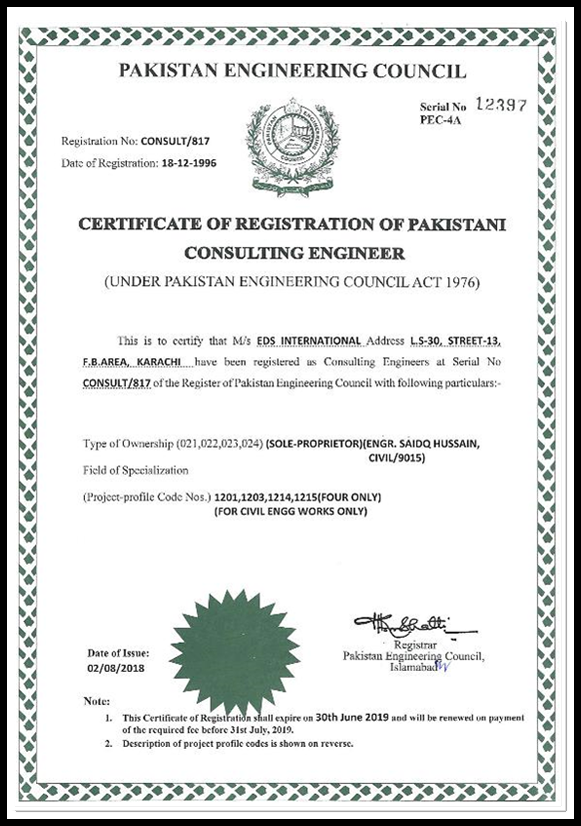 PAKISTAN ENGINEERING COUNCIL
Serial No 12397
PEC-4A
Registration No: CONSULT/817
Date of Registration: 18-12-1996
PAKISTAN ENGINEERING
COUNCIL
CERTIFICATE OF REGISTRATION OF PAKISTANI
CONSULTING ENGINEER
(UNDER PAKISTAN ENGINEERING COUNCIL ACT 1976)
This is to certify that M/s EDS INTERNATIONAL Address L.S-30, STREET-13,
F.B.AREA, KARACHI have been registered as Consulting Engineers at Serial No
CONSULT/817 of the Register of Pakistan Engineering Council with following particulars:-
Type of Ownership (021,022,023,024) (SOLE-PROPRIETOR)(ENGR. SAIDQ HUSSAIN,
CIVIL/9015)
Field of Specialization
(Project-profile Code Nos.) 1201,1203,1214,1215(FOUR ONLY)
(FOR CIVIL ENGG WORKS ONLY)
Date of Issue:
02/08/2018
Registrar
Pakistan Engineering Council,
Islamabad
Note:
1. This Certificate of Registration shall expire on 30th June 2019 and will be renewed on payment
of the required fee before 31st July, 2019.
2. Description of project profile codes is shown on reverse.